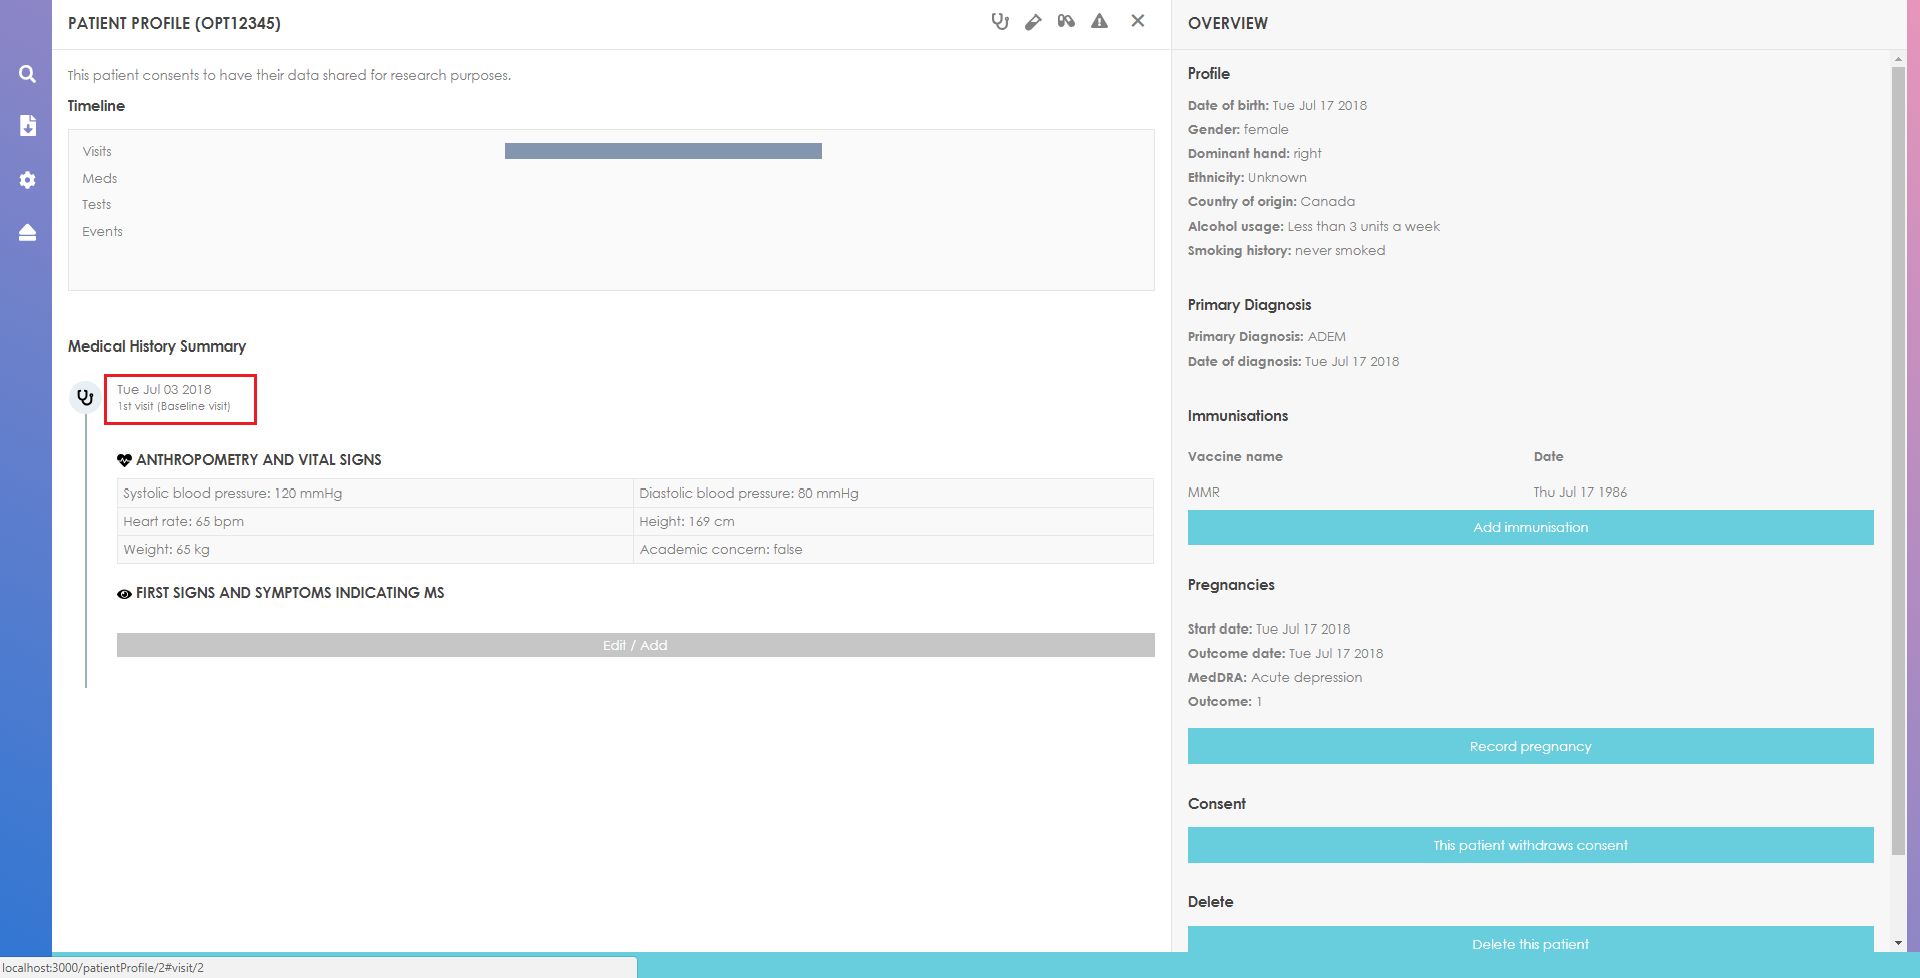 PATIENT PROFILE (OPT12345)
This patient consents to have their data shared for research purposes.
Timeline
Visits
Meds
Tests
Events
Medical History Summary
Tue Jul 03 2018
1st visit (Baseline visit)
ANTHROPOMETRY AND VITAL SIGNS
Systolic blood pressure: 120 mmHg
Diastolic blood pressure: 80 mmHg
Heart rate: 65 bpm
Height: 169 cm
Weight: 65 kg
Academic concern: false
FIRST SIGNS AND SYMPTOMS INDICATING MS
Edit / Add
OVERVIEW
Profile
Date of birth: Tue Jul 17 2018
Gender: female
Dominant hand: right
Ethnicity: Unknown
Country of origin: Canada
Alcohol usage: Less than 3 units a week
Smoking history: never smoked
Primary Diagnosis
Primary Diagnosis: ADEM
Date of diagnosis: Tue Jul 17 2018
Immunisations
Vaccine name Date
MMR Thu Jul 17 1986
Add immunisation
Pregnancies
Start date: Tue Jul 17 2018
Outcome date: Tue Jul 17 2018
MedDRA: Acute depression
Outcome: 1
Record pregnancy
Consent
This patient withdraws consent
Delete
Delete this patient
localhost:3000/patientProfile/2#visit/2